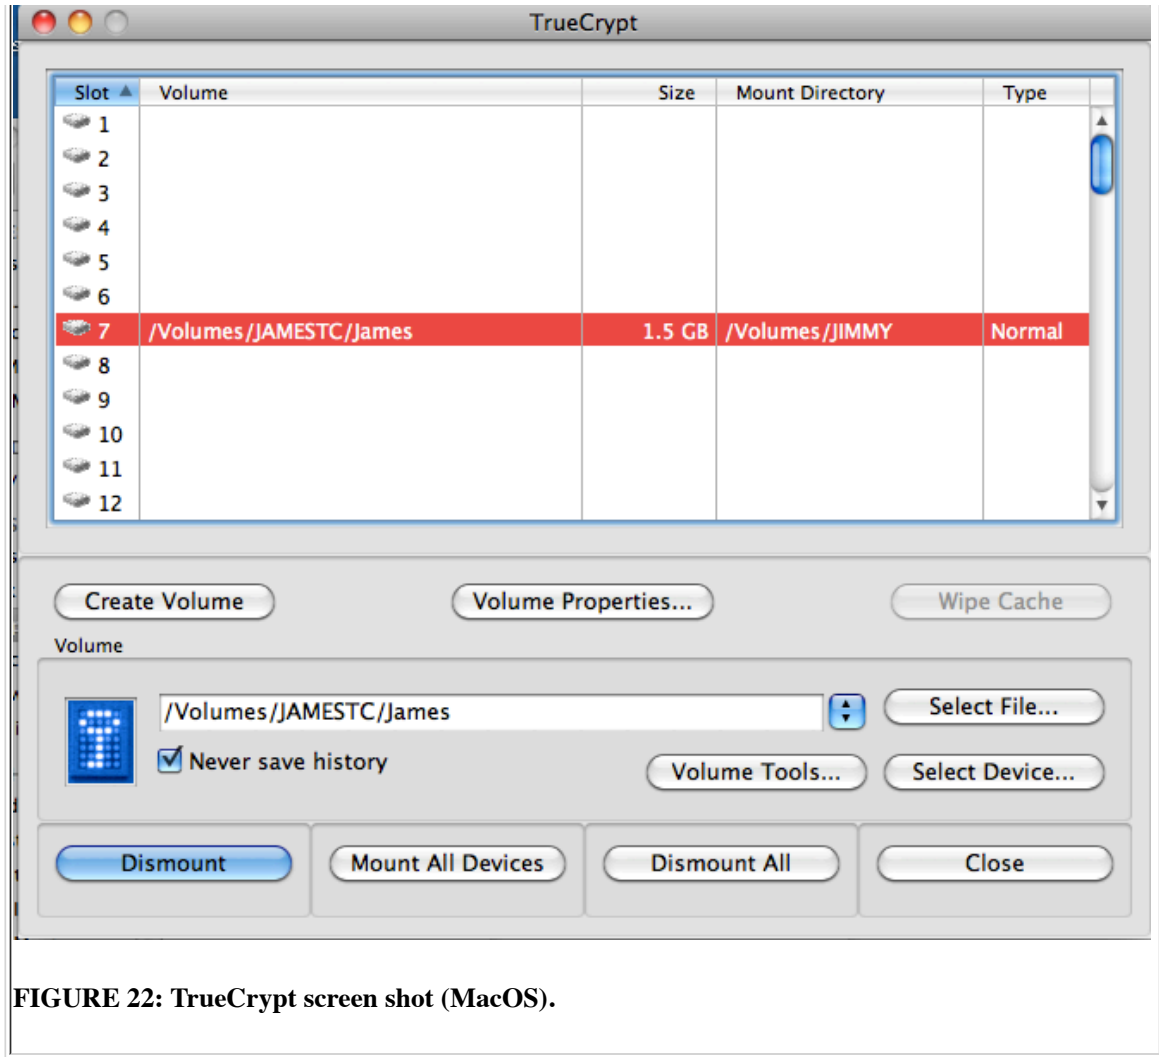 TrueCrypt
Slot Volume Size Mount Directory Type
1
2
3
4
5
6
7 /Volumes/JAMESTC/James 1.5 GB /Volumes/JIMMY Normal
8
9
10
11
12
Create Volume Volume Properties... Wipe Cache
Volume
/Volumes/JAMESTC/James Select File...
Never save history
Volume Tools... Select Device...
Dismount Mount All Devices Dismount All Close
FIGURE 22: TrueCrypt screen shot (MacOS).